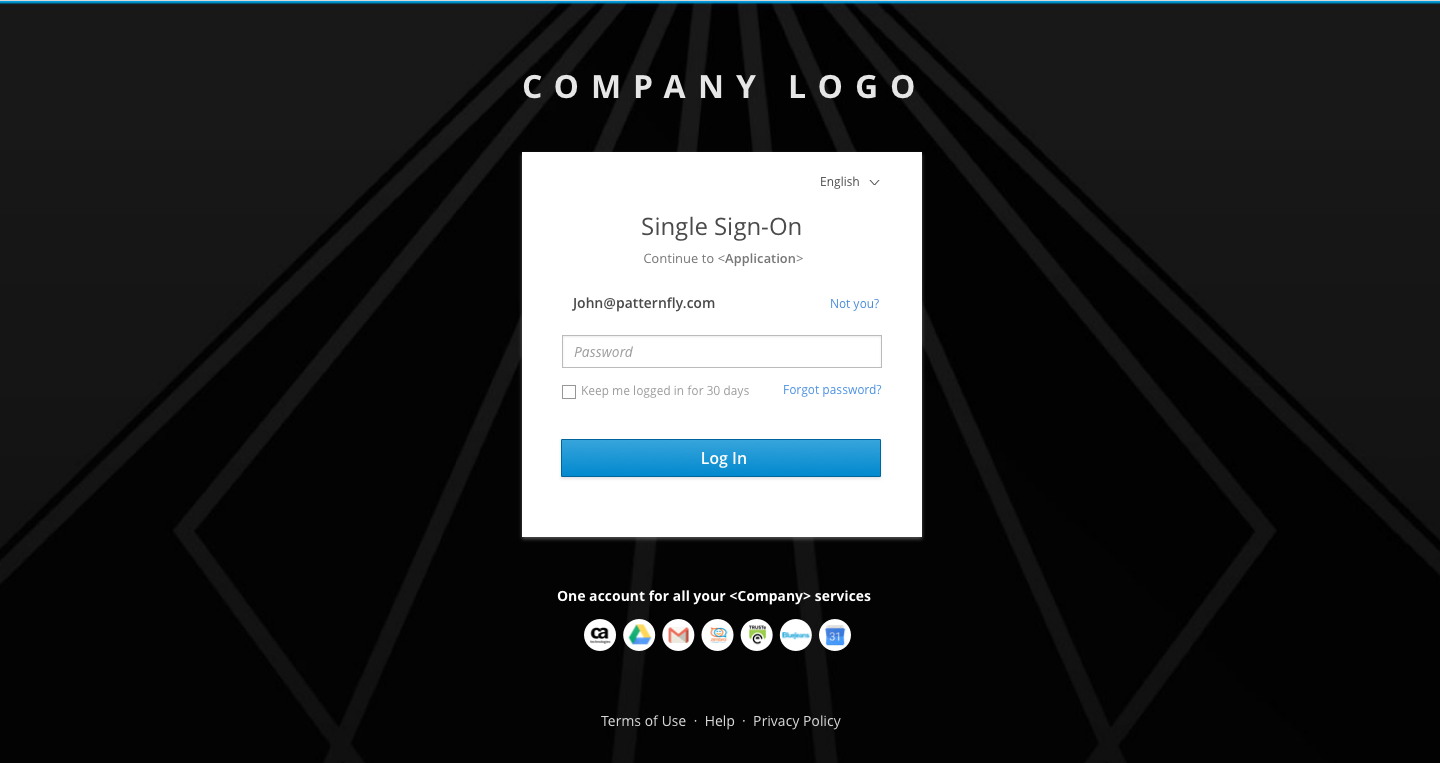 COMPANY LOGO
English
Single Sign-On
Continue to <Application>
John@patternfly.com Not you?
Password
Keep me logged in for 30 days Forgot password?
Log In
One account for all your <Company> services
ca technologies TRUSTe Bluejeans 31
Terms of Use · Help · Privacy Policy